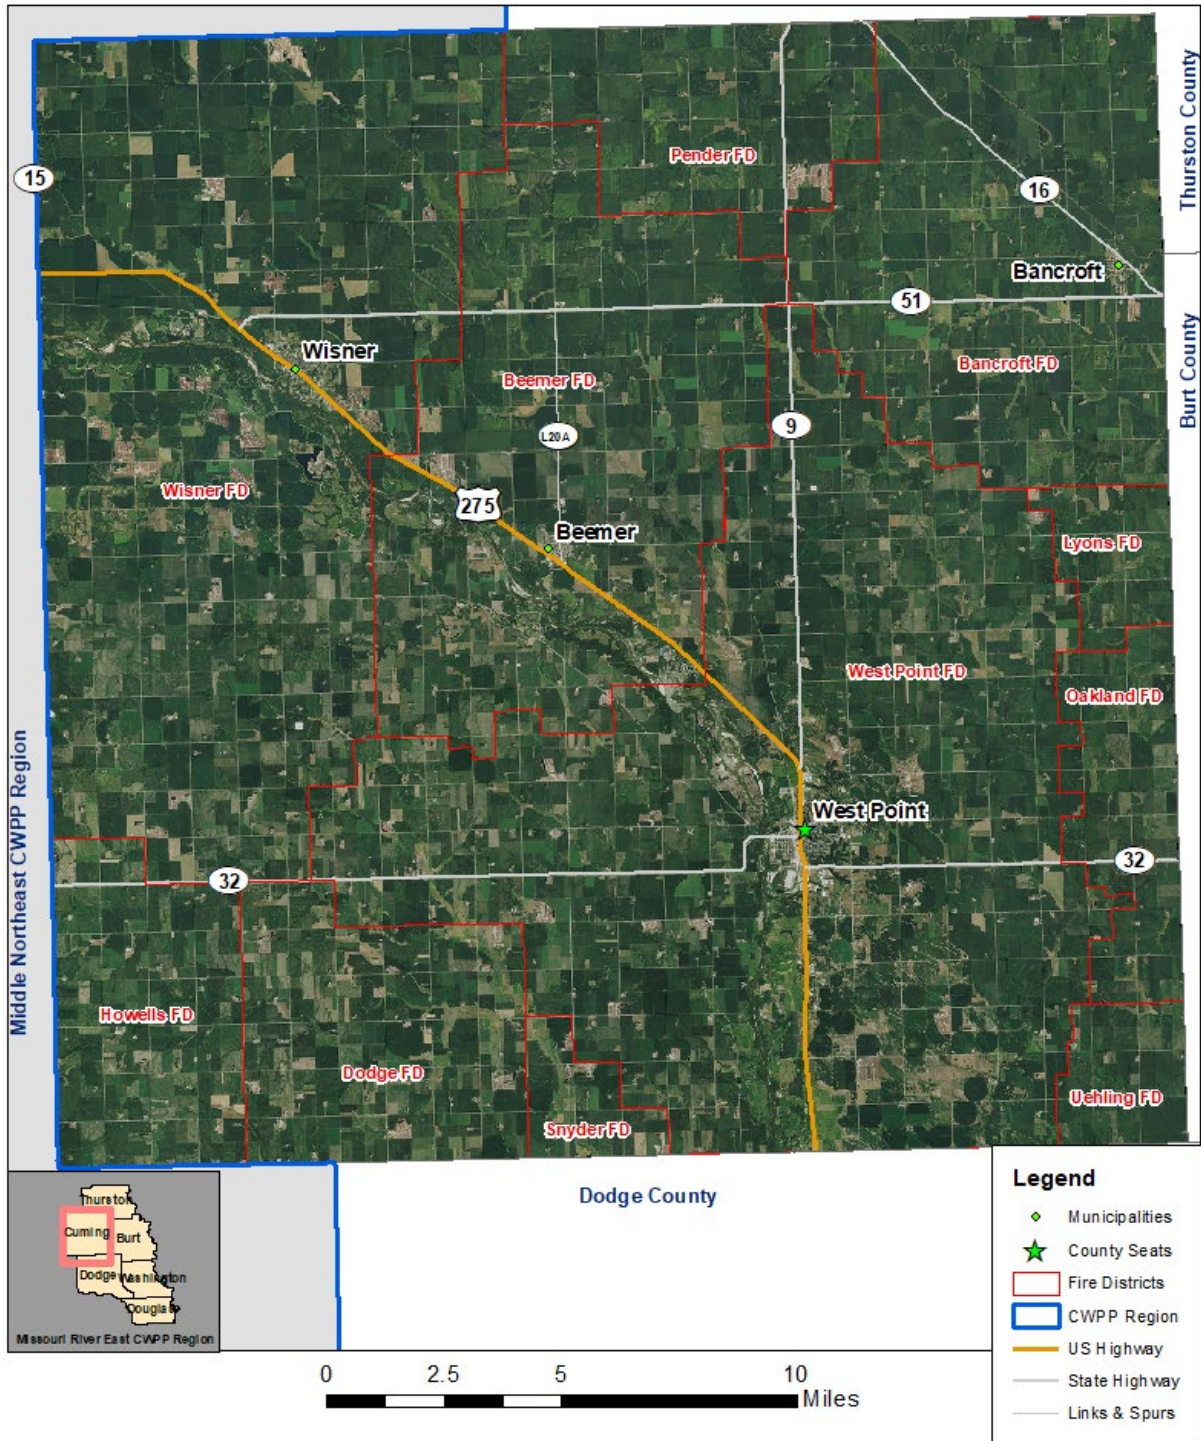 Thurston County
Pender FD
15
16
Bancroft
51
Wisner
Beemer FD
Bancroft FD
Burt County
9
L20A
Wisner FD
275
Beemer
Lyons FD
West Point FD
Oakland FD
Middle Northeast CWPP Region
West Point
32
32
Howells FD
Dodge FD
Uehling FD
Snyder FD
Dodge County
Thurston
Cuming
Burt
Dodge
Washington
Douglas
Missouri River East CWPP Region
Legend
Municipalities
County Seats
Fire Districts
CWPP Region
US Highway
State Highway
Links & Spurs
0 2.5 5 10
Miles